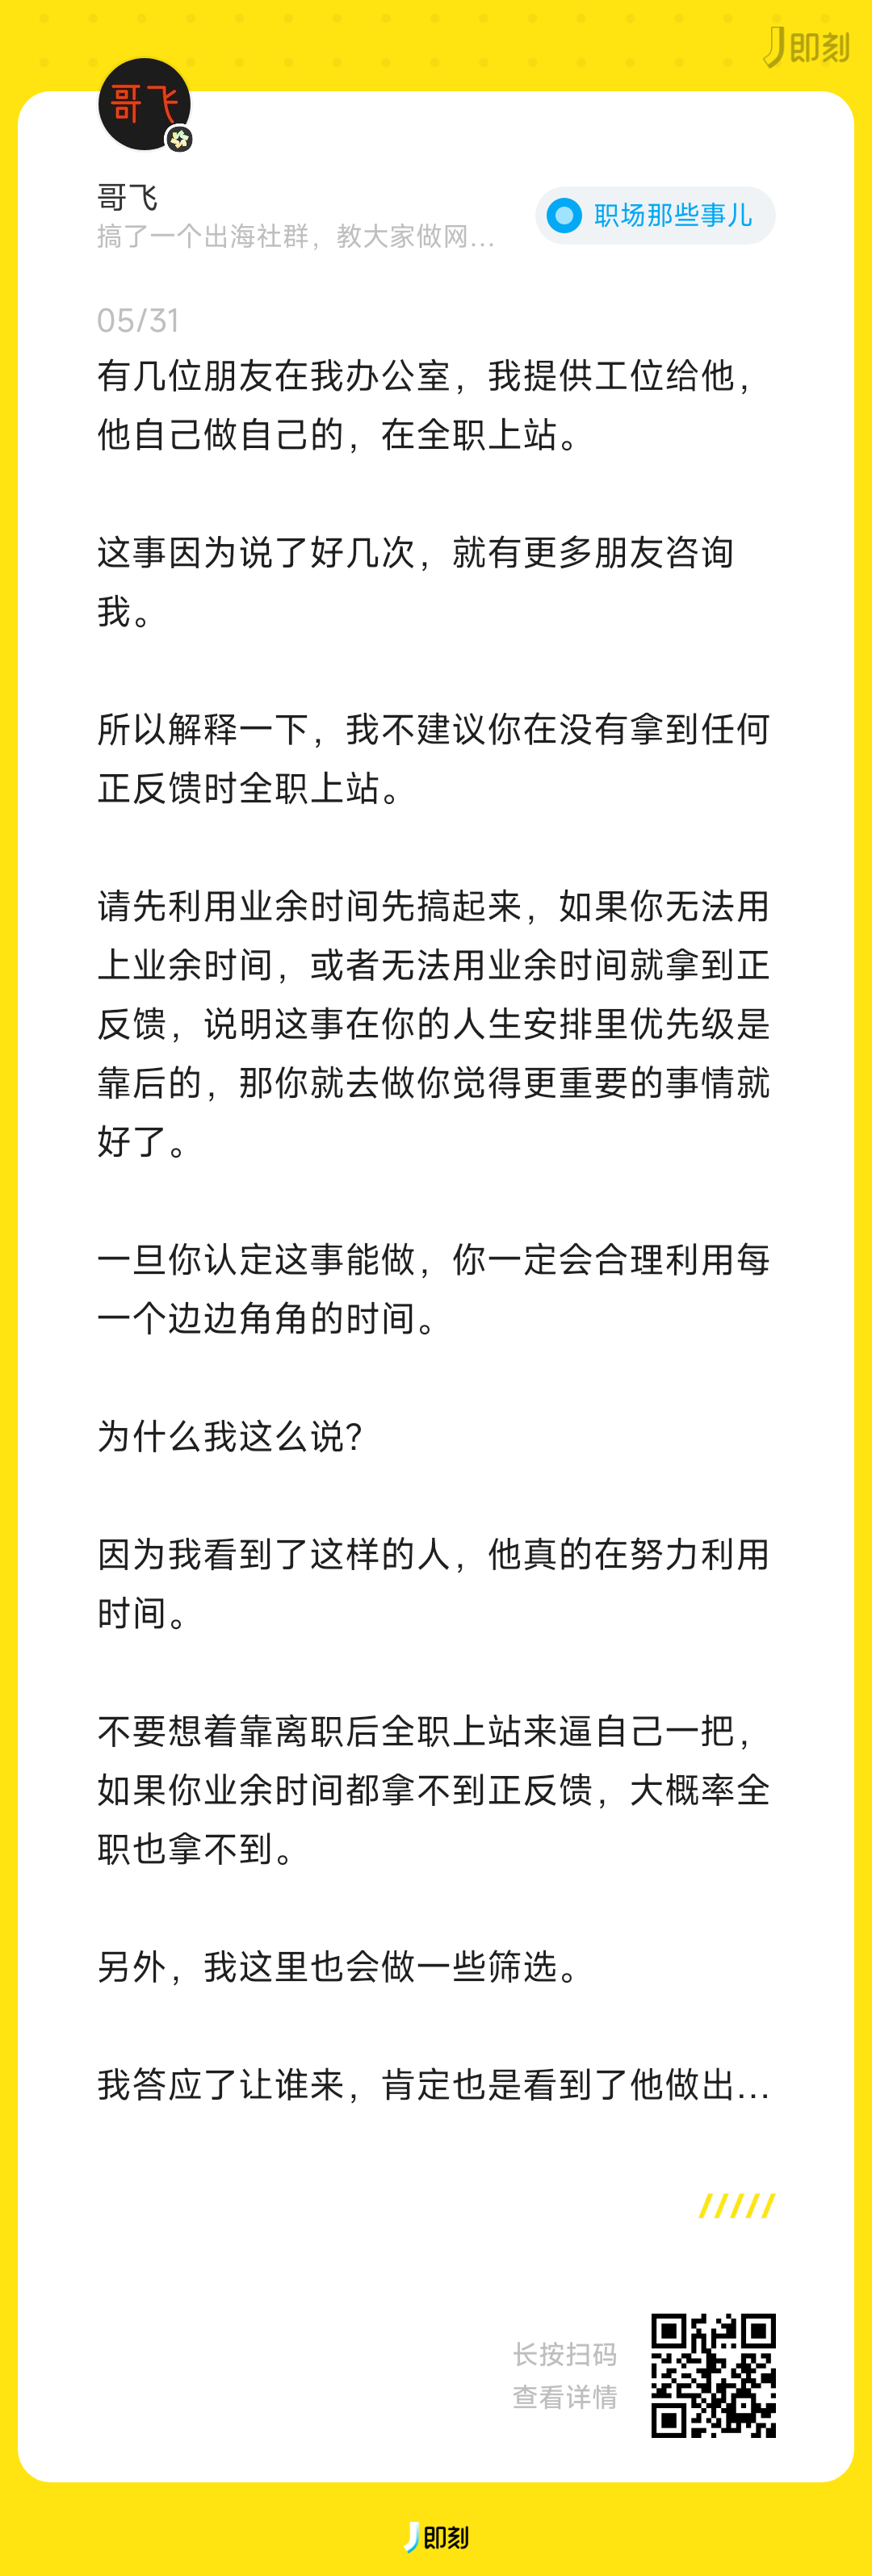 即刻
哥飞
哥飞
搞了一个出海社群，教大家做网...
职场那些事儿
05/31
有几位朋友在我办公室，我提供工位给他，
他自己做自己的，在全职上站。
这事因为说了好几次，就有更多朋友咨询
我。
所以解释一下，我不建议你在没有拿到任何
正反馈时全职上站。
请先利用业余时间先搞起来，如果你无法用
上业余时间，或者无法用业余时间就拿到正
反馈，说明这事在你的人生安排里优先级是
靠后的，那你就去做你觉得更重要的事情就
好了。
一旦你认定这事能做，你一定会合理利用每
一个边边角角的时间。
为什么我这么说？
因为我看到了这样的人，他真的在努力利用
时间。
不要想着靠离职后全职上站来逼自己一把，
如果你业余时间都拿不到正反馈，大概率全
职也拿不到。
另外，我这里也会做一些筛选。
我答应了让谁来，肯定也是看到了他做出...
长按扫码
查看详情
即刻